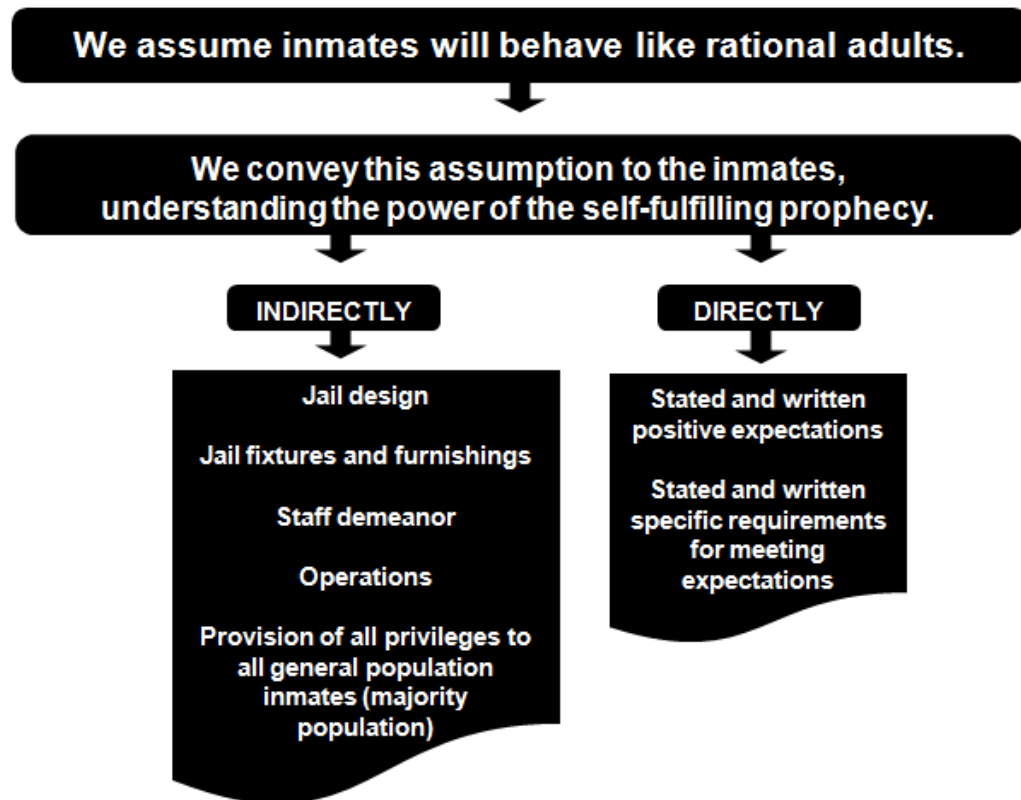 We assume inmates will behave like rational adults.
We convey this assumption to the inmates,
understanding the power of the self-fulfilling prophecy.
INDIRECTLY
Jail design
Jail fixtures and furnishings
Staff demeanor
Operations
Provision of all privileges to
all general population
inmates (majority
population)
DIRECTLY
Stated and written
positive expectations
Stated and written
specific requirements
for meeting
expectations